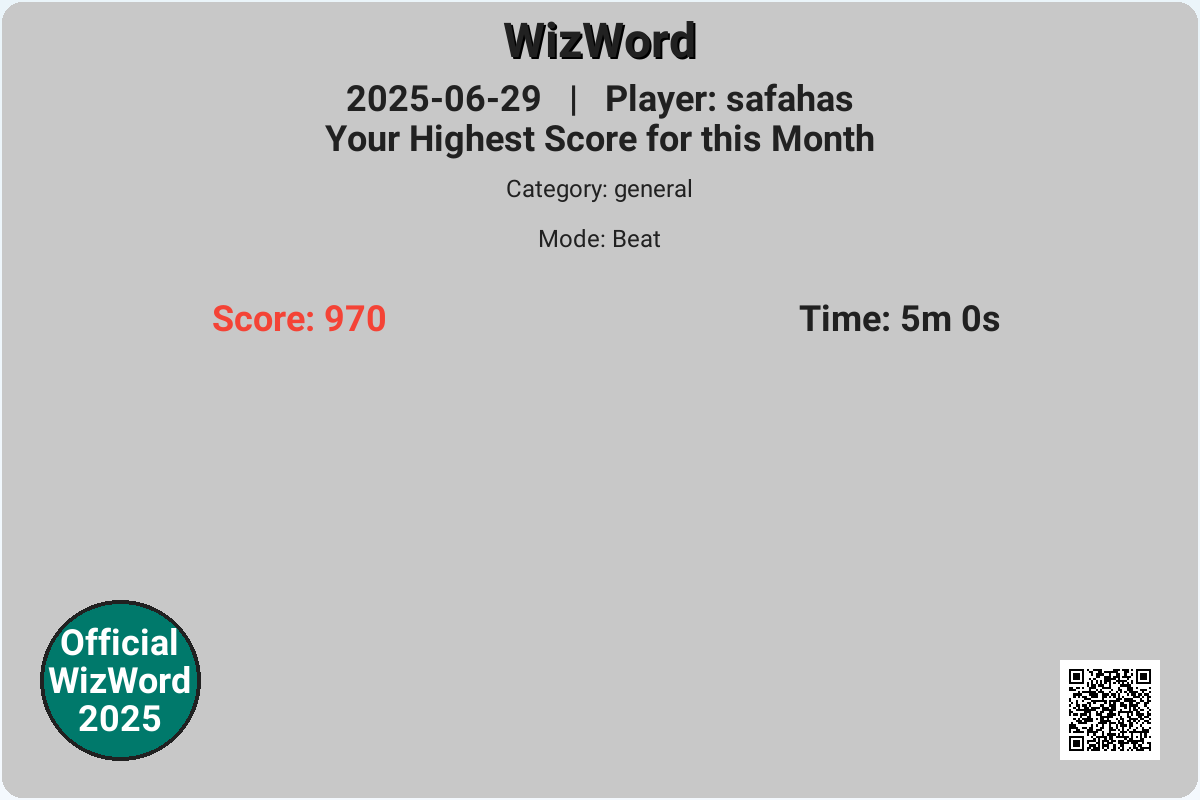 WizWord
2025-06-29 | Player: safahas
Your Highest Score for this Month
Category: general
Mode: Beat
Score: 970 Time: 5m 0s
Official
WizWord
2025